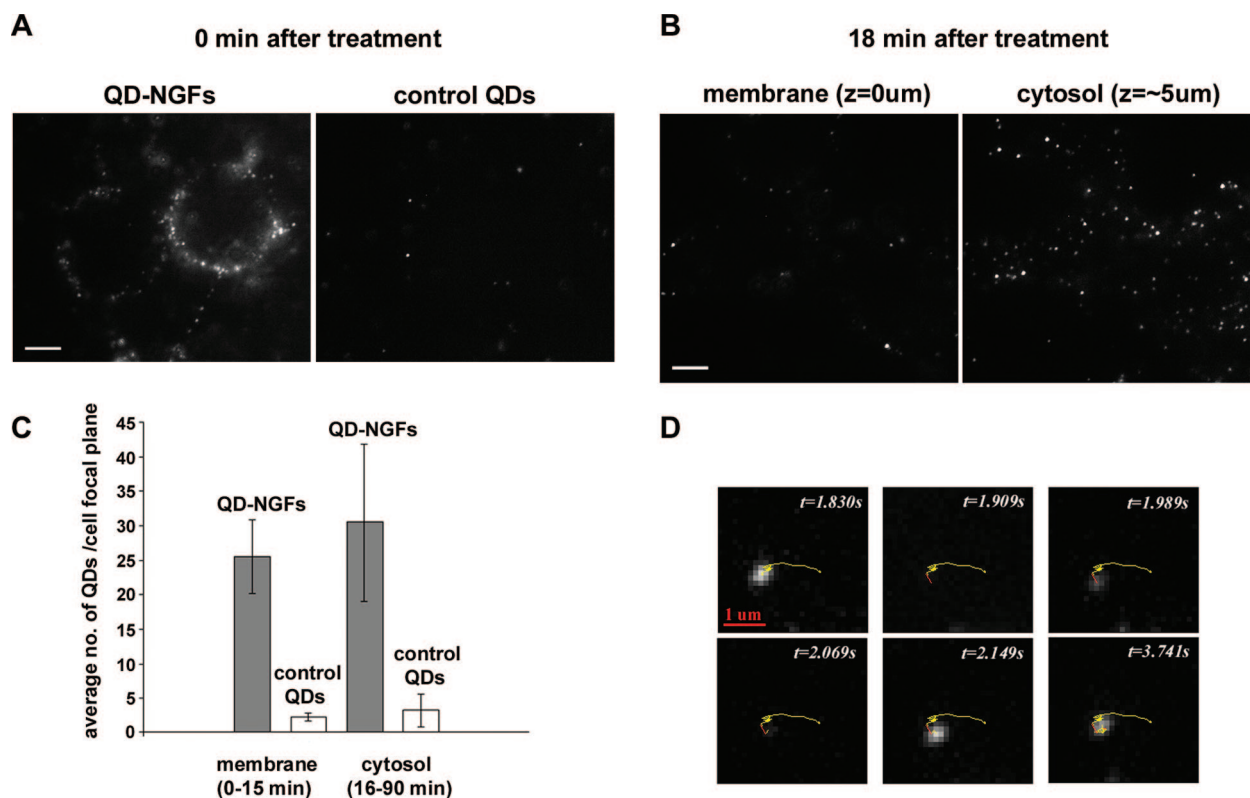 A
0 min after treatment
QD-NGFs
control QDs
B
18 min after treatment
membrane (z=0um)
cytosol (z=~5um)
C
average no. of QDs /cell focal plane
45
40
35
30
25
20
15
10
5
0
QD-NGFs
control
QDs
QD-NGFs
control
QDs
membrane
(0-15 min)
cytosol
(16-90 min)
D
t=1.830s
t=1.909s
t=1.989s
1 um
t=2.069s
t=2.149s
t=3.741s